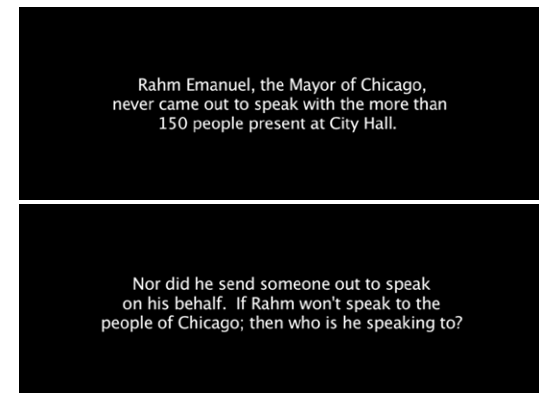 Rahm Emanuel, the Mayor of Chicago,
never came out to speak with the more than
150 people present at City Hall.
Nor did he send someone out to speak
on his behalf.  If Rahm won't speak to the
people of Chicago; then who is he speaking to?